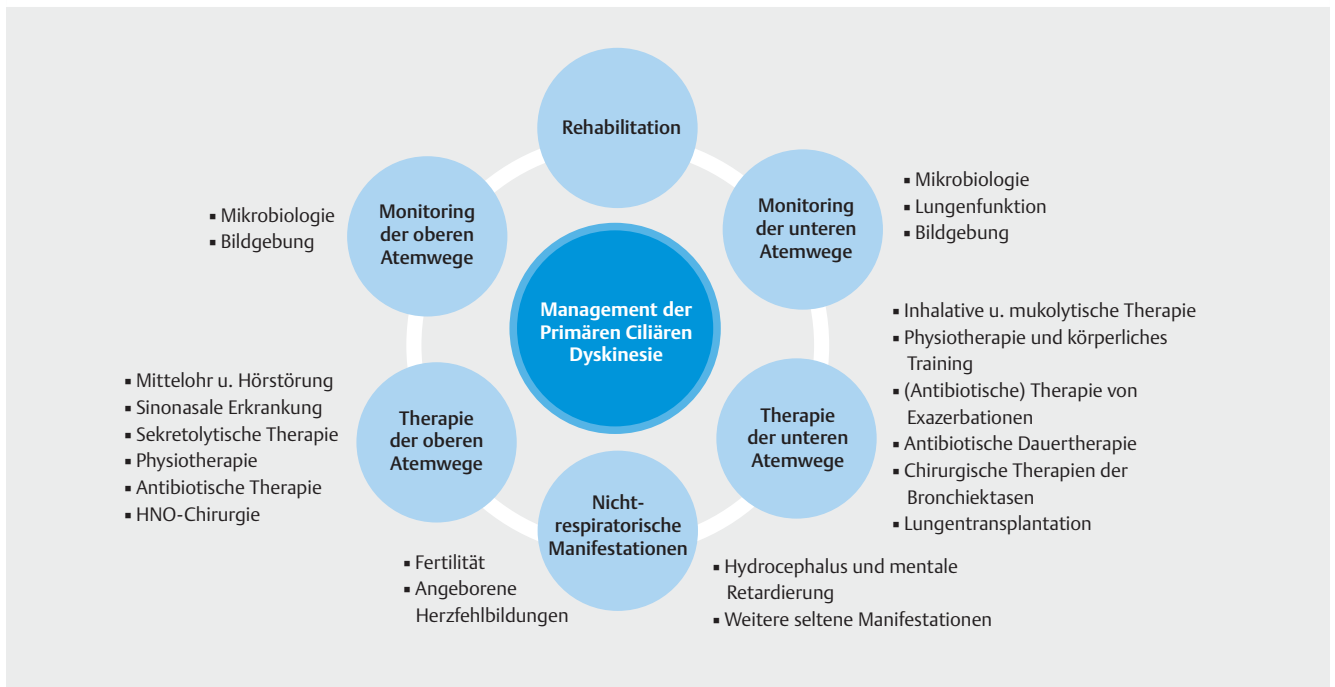 Rehabilitation
Monitoring
der oberen
Atemwege
▪ Mikrobiologie
▪ Bildgebung
Monitoring
der unteren
Atemwege
▪ Mikrobiologie
▪ Lungenfunktion
▪ Bildgebung
Management der
Primären Ciliären
Dyskinesie
Therapie
der oberen
Atemwege
▪ Mittelohr u. Hörstörung
▪ Sinonasale Erkrankung
▪ Sekretolytische Therapie
▪ Physiotherapie
▪ Antibiotische Therapie
▪ HNO-Chirurgie
Therapie
der unteren
Atemwege
▪ Inhalative u. mukolytische Therapie
▪ Physiotherapie und körperliches
Training
▪ (Antibiotische) Therapie von
Exazerbationen
▪ Antibiotische Dauertherapie
▪ Chirurgische Therapien der
Bronchiektasen
▪ Lungentransplantation
Nicht-
respiratorische
Manifestationen
▪ Fertilität
▪ Angeborene
Herzfehlbildungen
▪ Hydrocephalus und mentale
Retardierung
▪ Weitere seltene Manifestationen